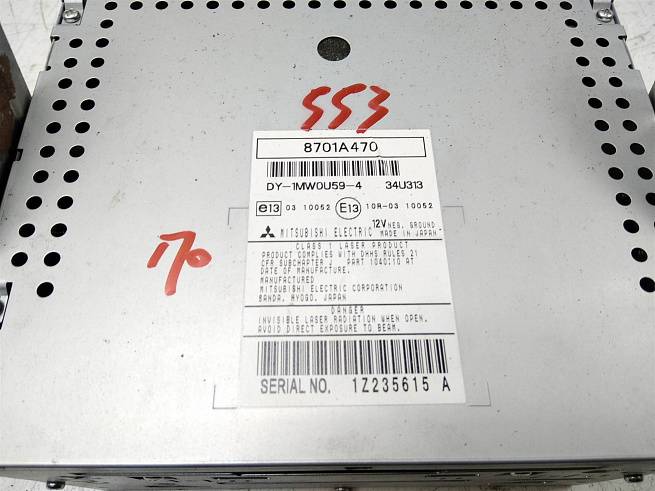 553
8701A470
DY-1MW0U59-4 34U313
e13 03 10052 E13 10R-03 10052
MITSUBISHI ELECTRIC 12V NEG. GROUND MADE IN JAPAN
CLASS 1 LASER PRODUCT
PRODUCT COMPLIES WITH DHHS RULES 21
CFR SUBCHAPTER J PART 1040:10 AT
DATE OF MANUFACTURE.
MANUFACTURED
MITSUBISHI ELECTRIC CORPORATION
SANDA, HYOGO, JAPAN
DANGER
INVISIBLE LASER RADIATION WHEN OPEN.
AVOID DIRECT EXPOSURE TO BEAM.
SERIAL NO. 1Z235615 A
170